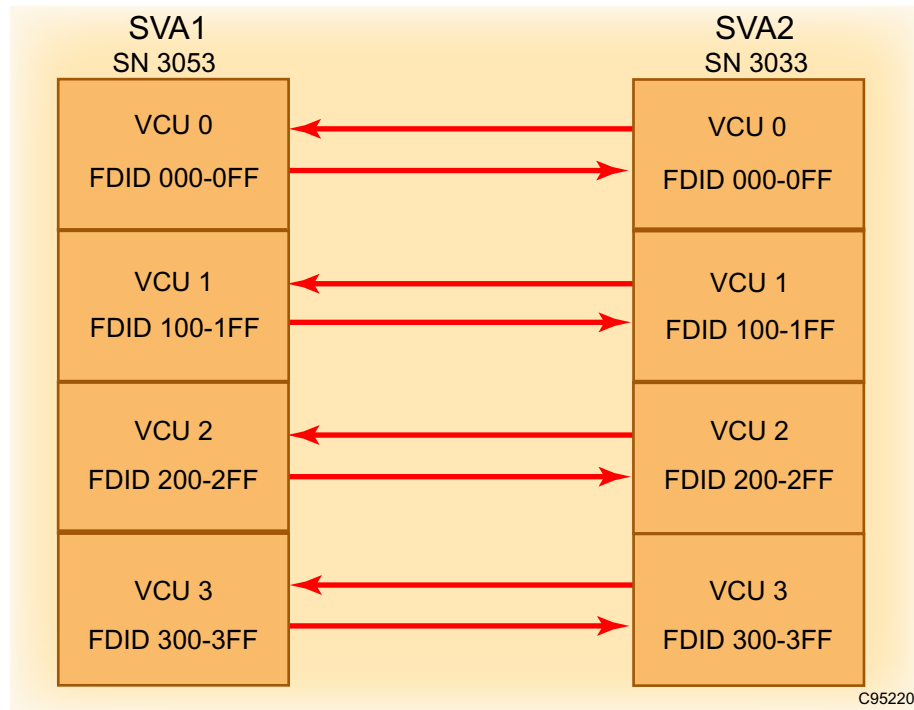 SVA1
SN 3053
VCU 0
FDID 000-0FF
VCU 1
FDID 100-1FF
VCU 2
FDID 200-2FF
VCU 3
FDID 300-3FF
SVA2
SN 3033
VCU 0
FDID 000-0FF
VCU 1
FDID 100-1FF
VCU 2
FDID 200-2FF
VCU 3
FDID 300-3FF
C95220